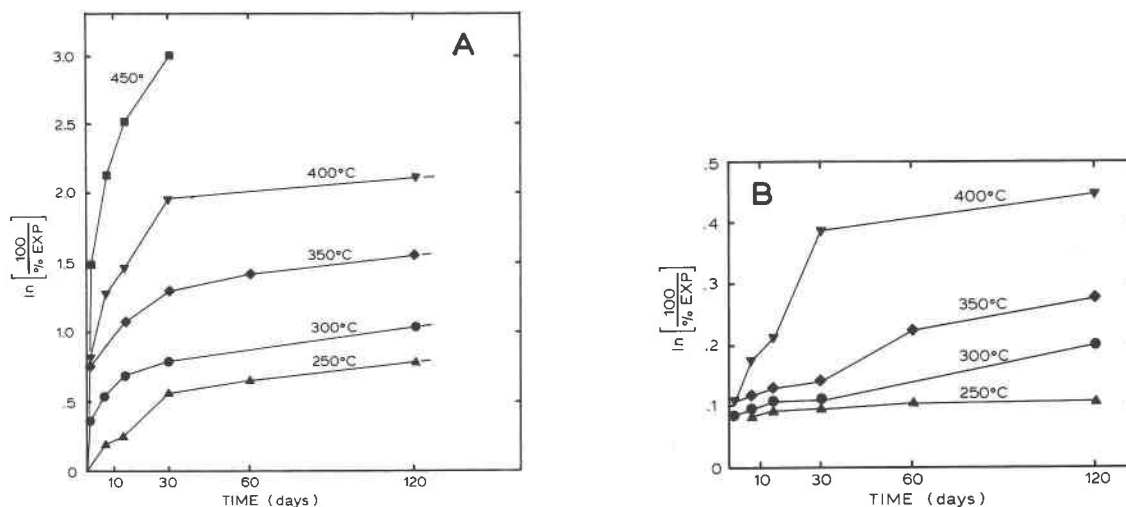 A
3.0
2.5
2.0
1.5
1.0
.5
0
450°
400°C
350°C
300°C
250°C
ln [100 / % EXP]
10 30 60 120
TIME (days)
B
.5
.4
.3
.2
.1
0
400°C
350°C
300°C
250°C
ln [100 / % EXP]
10 30 60 120
TIME (days)